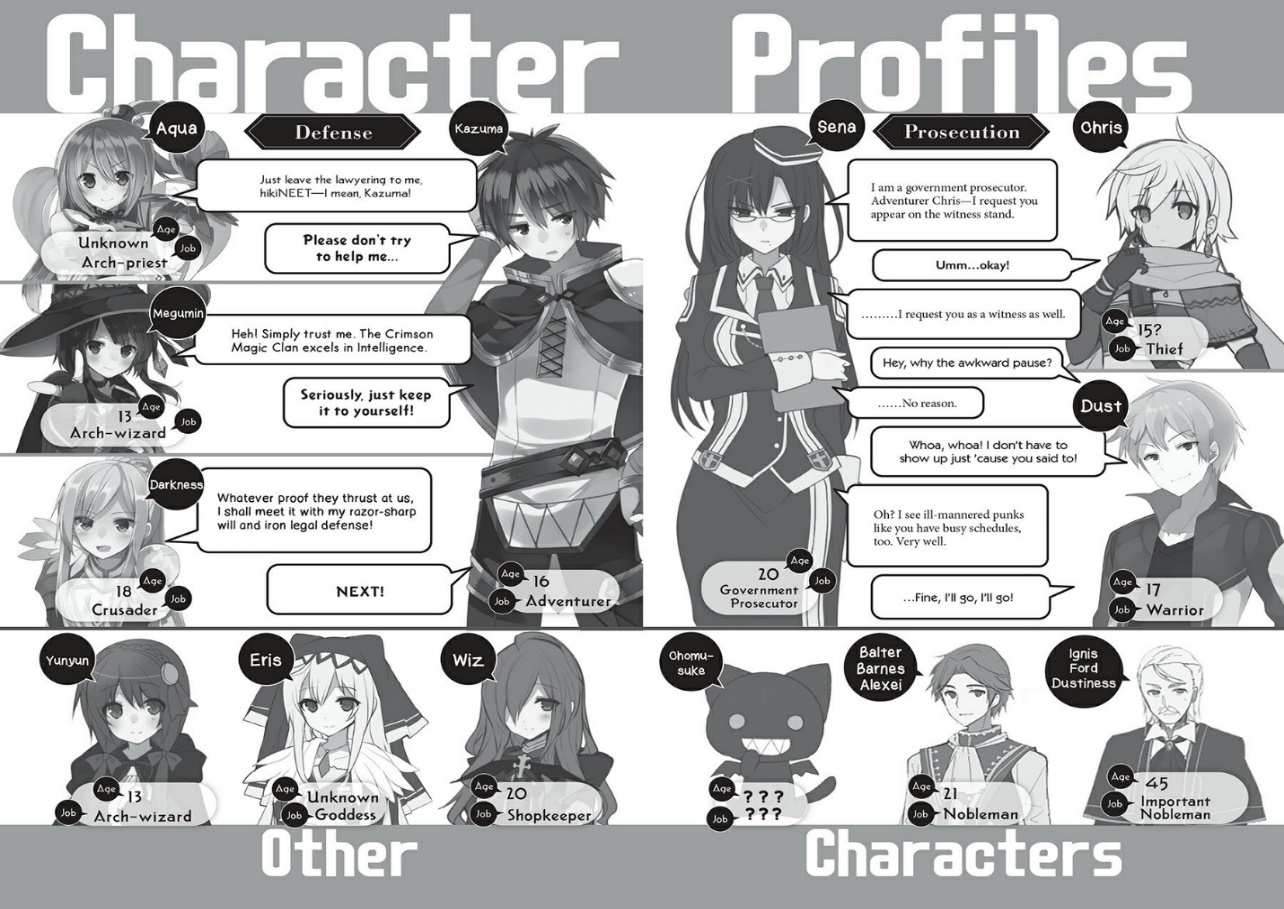 Character Profiles
Aqua
Defense
Kazuma
Just leave the lawyering to me,
hikiNEET—I mean, Kazuma!
Please don't try
to help me...
Age
Unknown
Job
Arch-priest
Megumin
Heh! Simply trust me. The Crimson
Magic Clan excels in Intelligence.
Seriously, just keep
it to yourself!
Age
13
Job
Arch-wizard
Darkness
Whatever proof they thrust at us,
I shall meet it with my razor-sharp
will and iron legal defense!
NEXT!
Age
18
Job
Crusader
Age
16
Job
Adventurer
Sena
Prosecution
Chris
I am a government prosecutor.
Adventurer Chris—I request you
appear on the witness stand.
Umm...okay!
.........I request you as a witness as well.
Age
15?
Job
Thief
Hey, why the awkward pause?
......No reason.
Dust
Whoa, whoa! I don't have to
show up just 'cause you said to!
Oh? I see ill-mannered punks
like you have busy schedules,
too. Very well.
...Fine, I'll go, I'll go!
Age
20
Job
Government
Prosecutor
Age
17
Job
Warrior
Yunyun
Age
13
Job
Arch-wizard
Eris
Age
Unknown
Job
Goddess
Wiz
Age
20
Job
Shopkeeper
Chomu-
suke
Age
???
Job
???
Balter
Barnes
Alexei
Age
21
Job
Nobleman
Ignis
Ford
Dustiness
Age
45
Job
Important
Nobleman
Other Characters